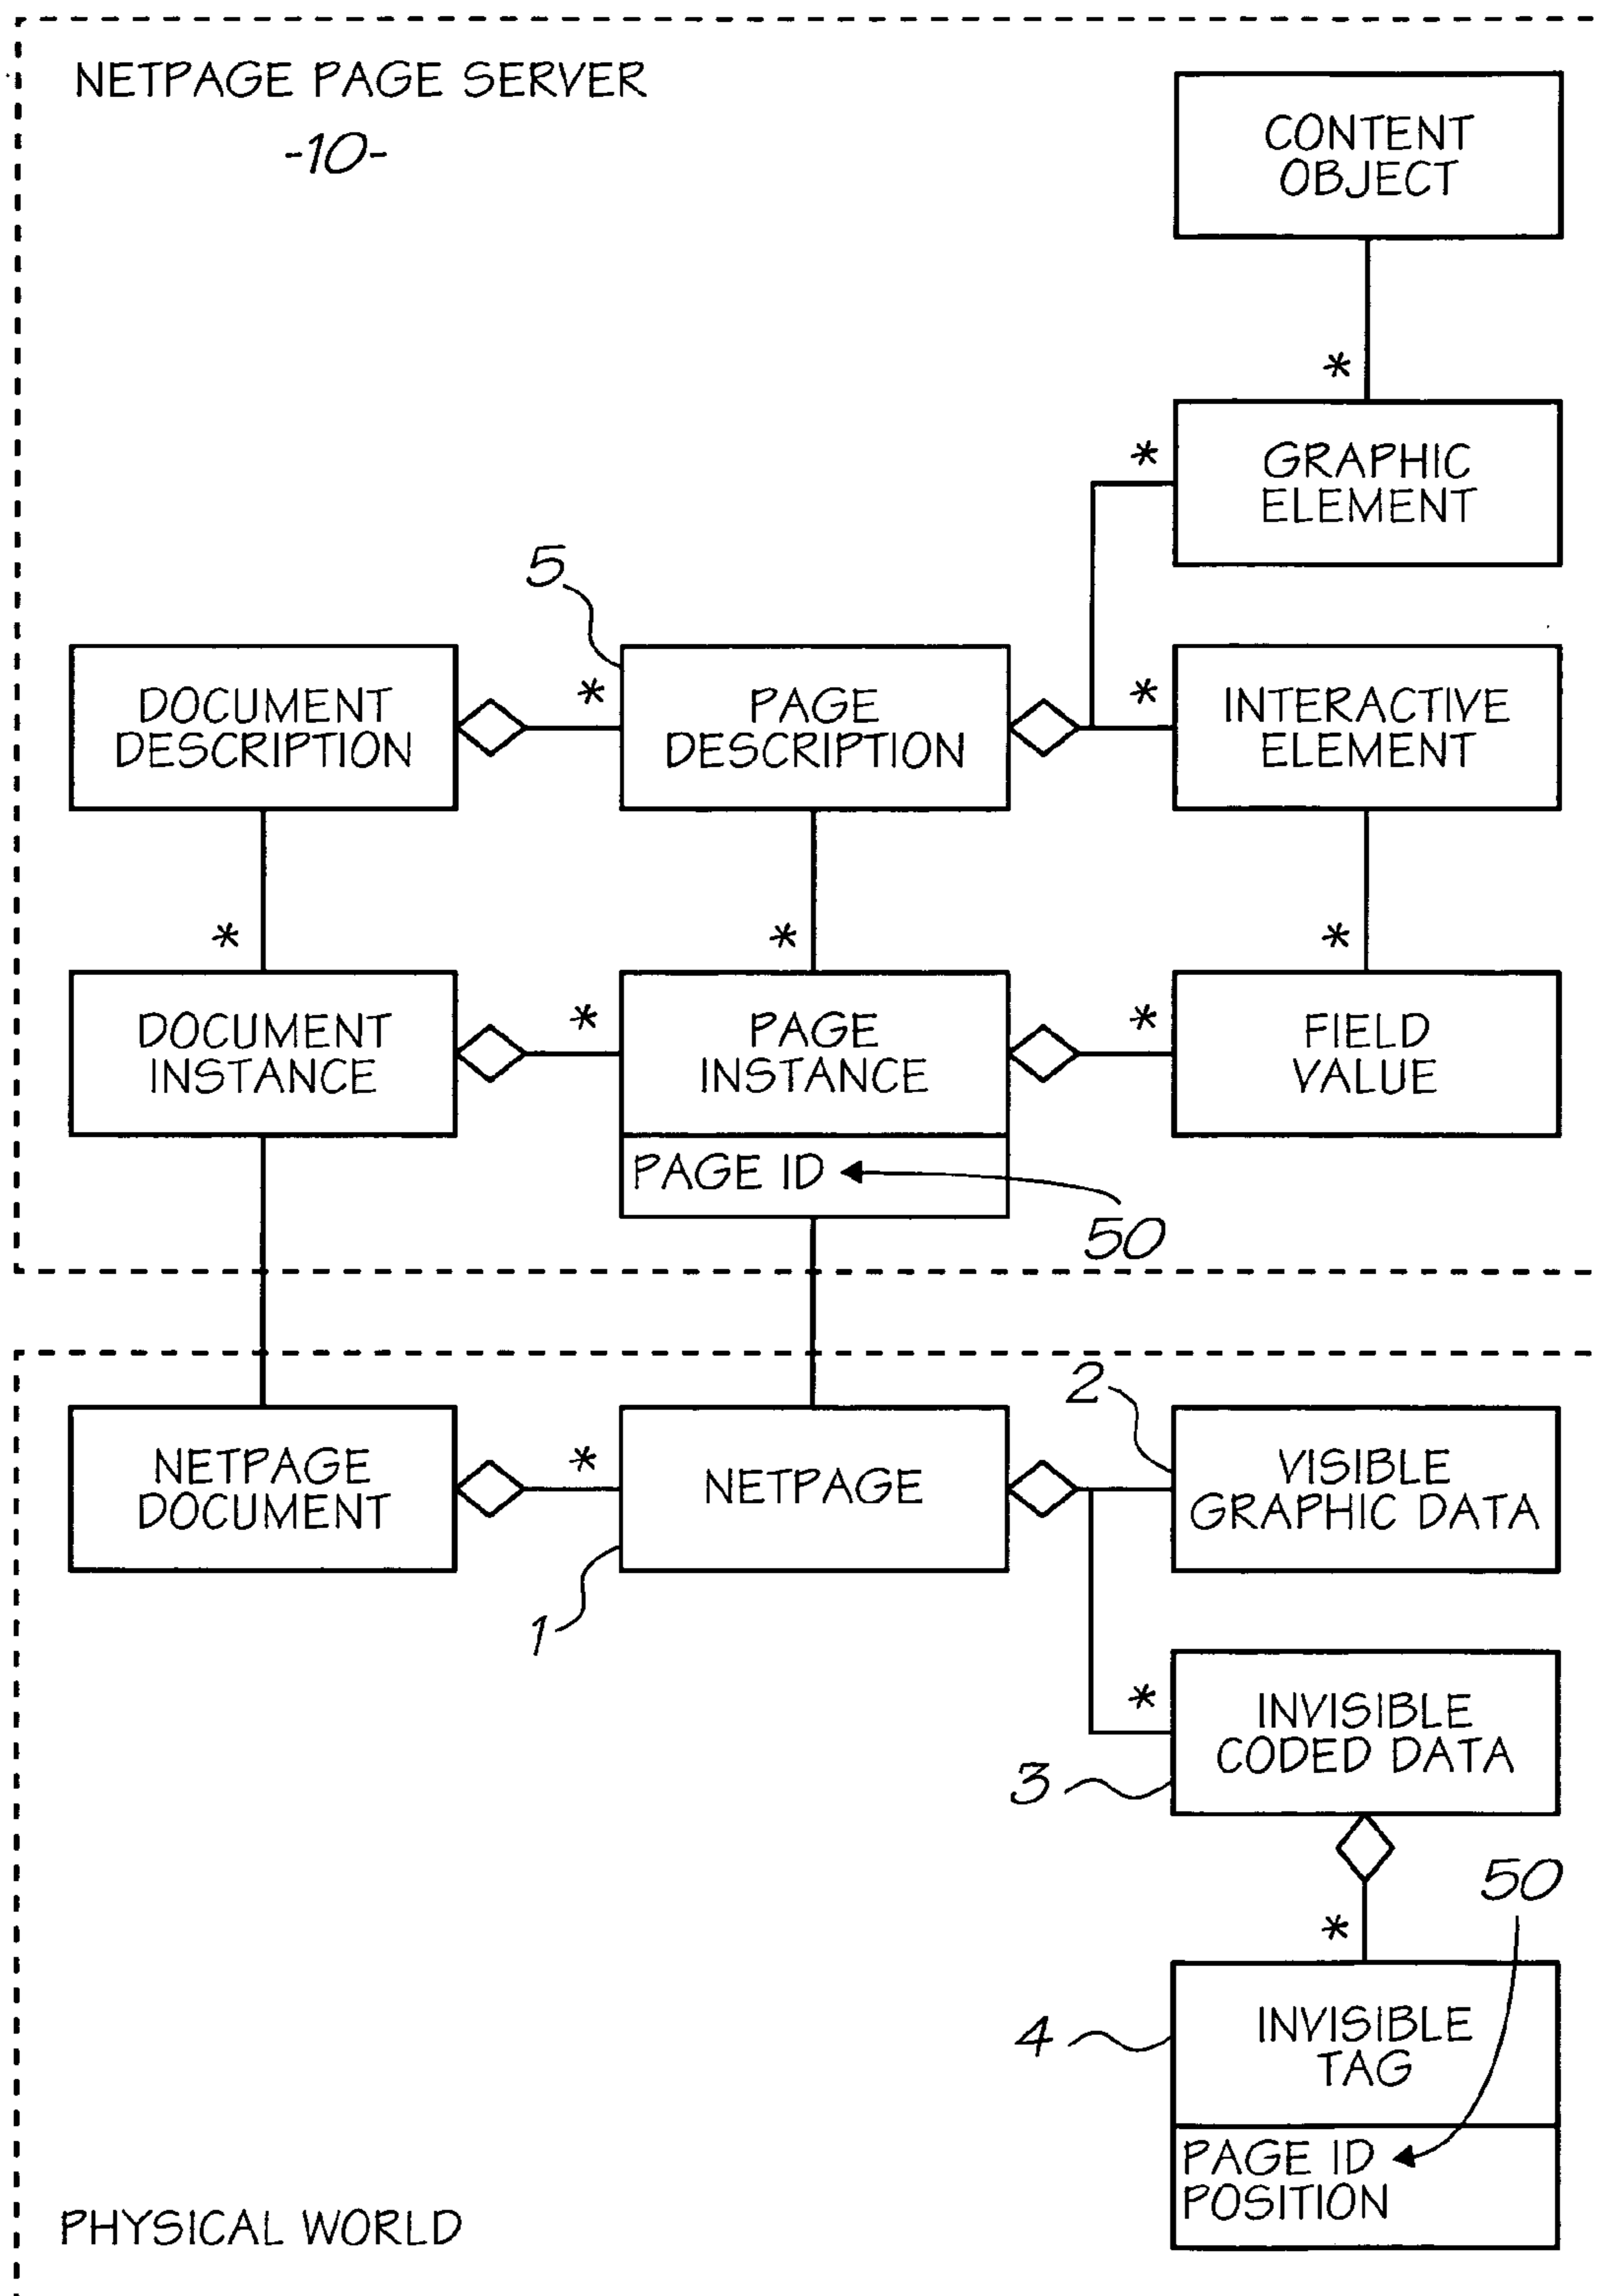 NETPAGE PAGE SERVER
-10-
CONTENT
OBJECT
*
*
GRAPHIC
ELEMENT
5
DOCUMENT
DESCRIPTION
*
PAGE
DESCRIPTION
*
INTERACTIVE
ELEMENT
*
*
*
DOCUMENT
INSTANCE
*
PAGE
INSTANCE
*
FIELD
VALUE
PAGE ID
50
NETPAGE
DOCUMENT
*
NETPAGE
1
2
VISIBLE
GRAPHIC DATA
*
INVISIBLE
CODED DATA
3
*
50
4
INVISIBLE
TAG
PAGE ID
POSITION
PHYSICAL WORLD